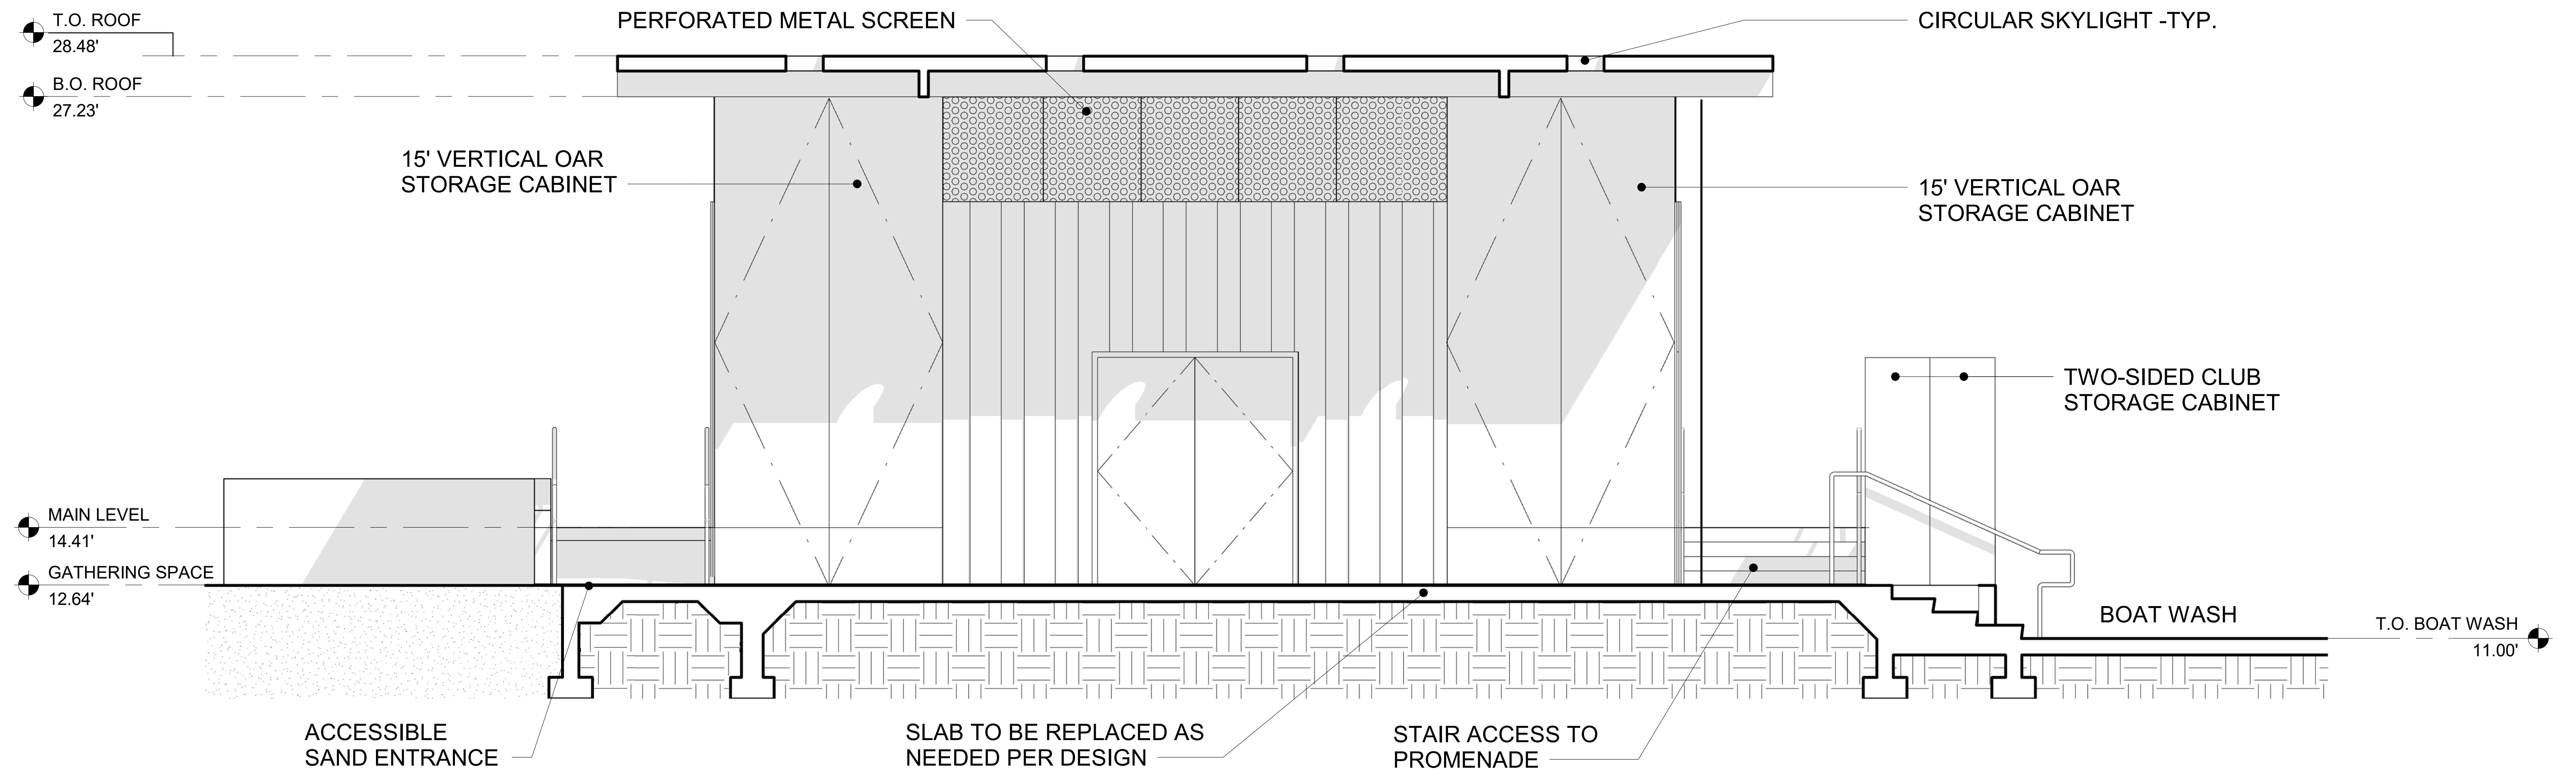 T.O. ROOF
28.48'
B.O. ROOF
27.23'
PERFORATED METAL SCREEN
CIRCULAR SKYLIGHT -TYP.
15' VERTICAL OAR
STORAGE CABINET
15' VERTICAL OAR
STORAGE CABINET
TWO-SIDED CLUB
STORAGE CABINET
MAIN LEVEL
14.41'
GATHERING SPACE
12.64'
BOAT WASH
T.O. BOAT WASH
11.00'
ACCESSIBLE
SAND ENTRANCE
SLAB TO BE REPLACED AS
NEEDED PER DESIGN
STAIR ACCESS TO
PROMENADE